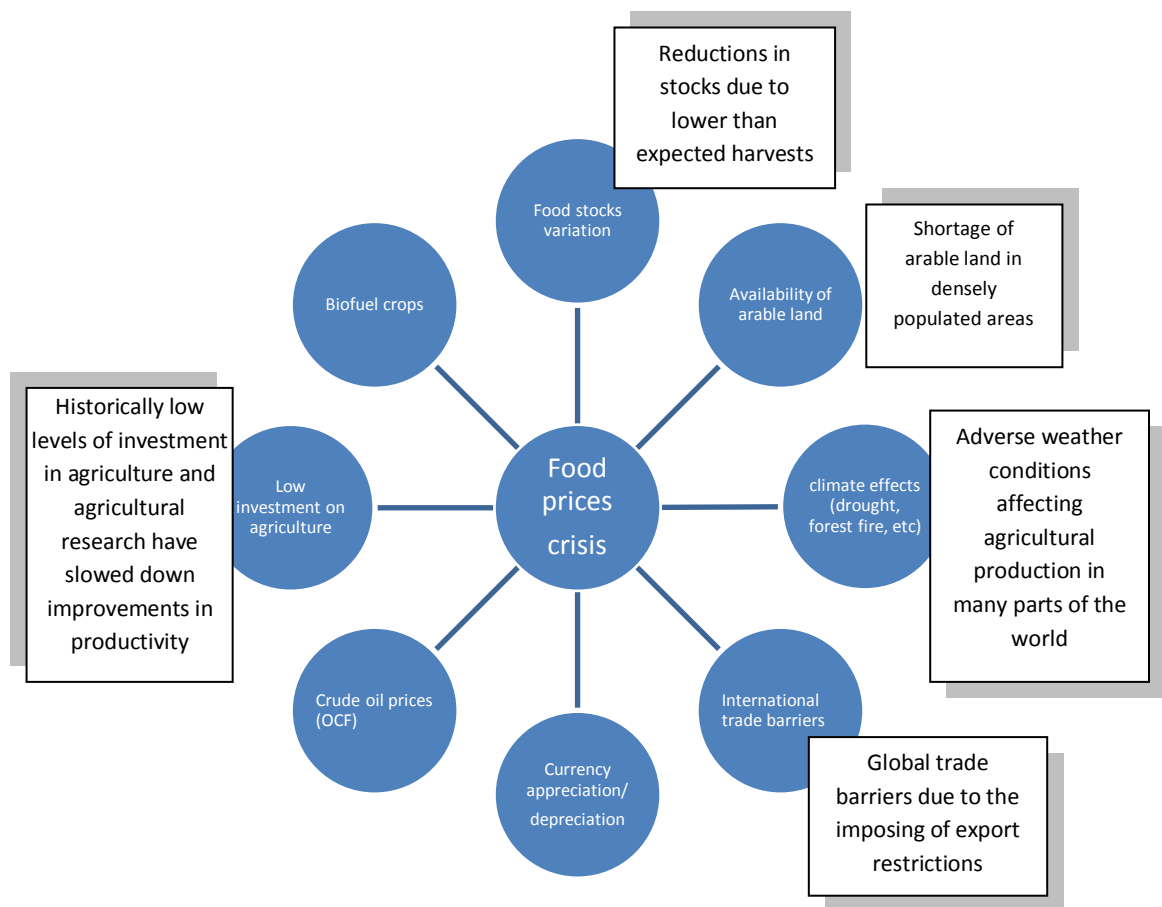 Reductions in
stocks due to
lower than
expected harvests
Food stocks
variation
Shortage of
arable land in
densely
populated areas
Availability of
arable land
Biofuel crops
Historically low
levels of investment
in agriculture and
agricultural
research have
slowed down
improvements in
productivity
Low
investment on
agriculture
Food
prices
crisis
climate effects
(drought,
forest fire, etc)
Adverse weather
conditions
affecting
agricultural
production in
many parts of the
world
Crude oil prices
(OCF)
Currency
appreciation/
depreciation
International
trade barriers
Global trade
barriers due to the
imposing of export
restrictions